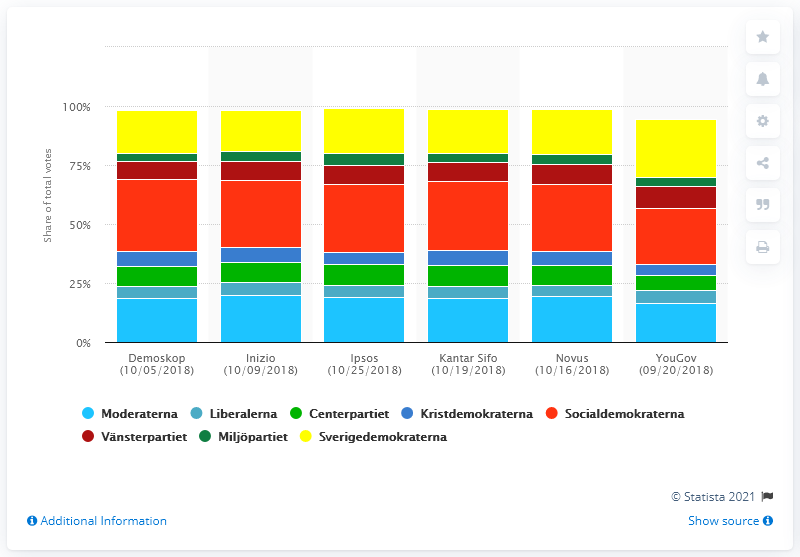 Share of total votes
100%
75%
50%
25%
0%
Demoskop
(10/05/2018)
Inizio
(10/09/2018)
Ipsos
(10/25/2018)
Kantar Sifo
(10/19/2018)
Novus
(10/16/2018)
YouGov
(09/20/2018)
Moderaterna Liberalerna Centerpartiet Kristdemokraterna Socialdemokraterna
Vänsterpartiet Miljöpartiet Sverigedemokraterna
© Statista 2021
Additional Information Show source